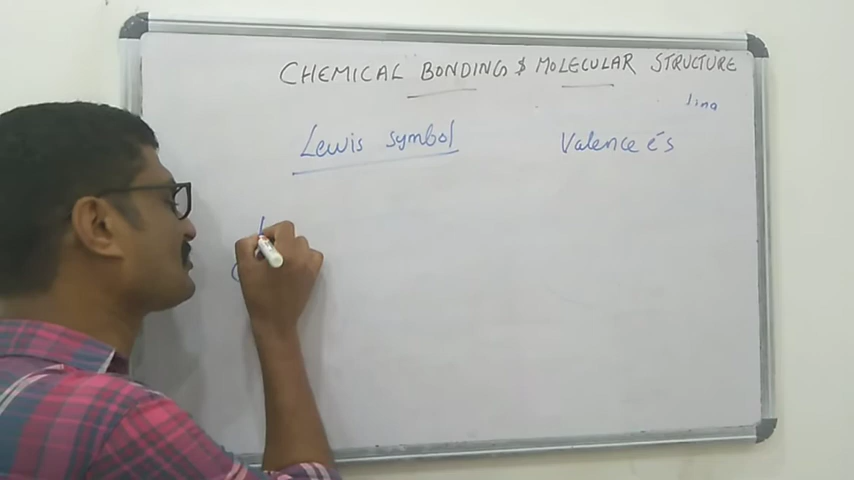 CHEMICAL BONDING & MOLECULAR STRUCTURE
Lewis symbol Valence e⁻s